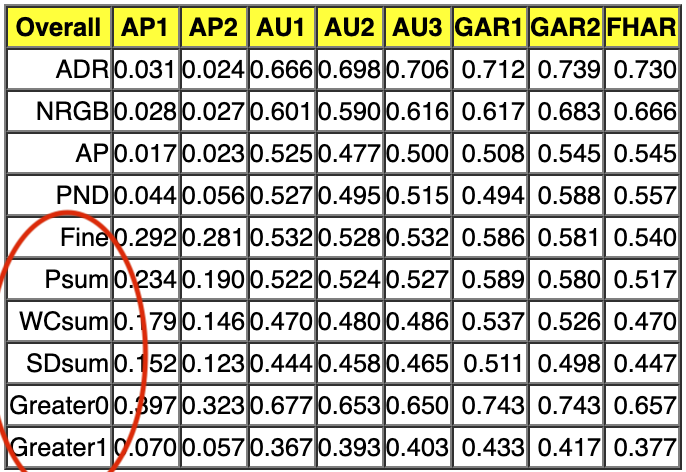 Overall AP1 AP2 AU1 AU2 AU3 GAR1 GAR2 FHAR
ADR 0.031 0.024 0.666 0.698 0.706 0.712 0.739 0.730
NRGB 0.028 0.027 0.601 0.590 0.616 0.617 0.683 0.666
AP 0.017 0.023 0.525 0.477 0.500 0.508 0.545 0.545
PND 0.044 0.056 0.527 0.495 0.515 0.494 0.588 0.557
Fine 0.292 0.281 0.532 0.528 0.532 0.586 0.581 0.540
Psum 0.234 0.190 0.522 0.524 0.527 0.589 0.580 0.517
WCsum 0.179 0.146 0.470 0.480 0.486 0.537 0.526 0.470
SDsum 0.152 0.123 0.444 0.458 0.465 0.511 0.498 0.447
Greater0 0.397 0.323 0.677 0.653 0.650 0.743 0.743 0.657
Greater1 0.070 0.057 0.367 0.393 0.403 0.433 0.417 0.377